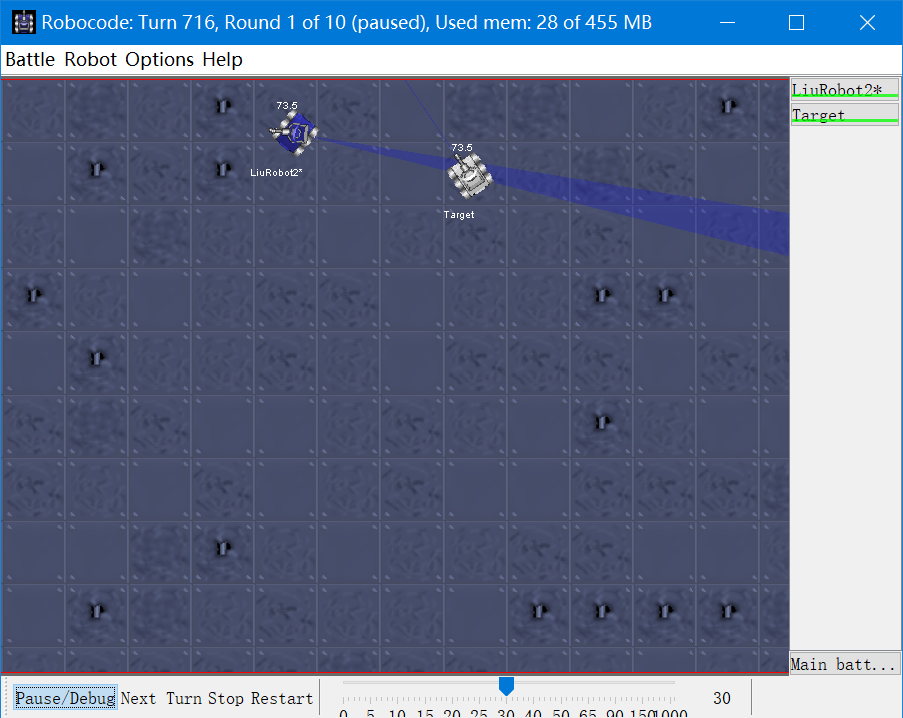 Robocode: Turn 716, Round 1 of 10 (paused), Used mem: 28 of 455 MB
Battle Robot Options Help
LiuRobot2*
Target
73.5
LiuRobot2*
73.5
Target
Main batt...
Pause/Debug Next Turn Stop Restart
30
0 5 10 15 20 25 30 40 50 65 90 150 1000